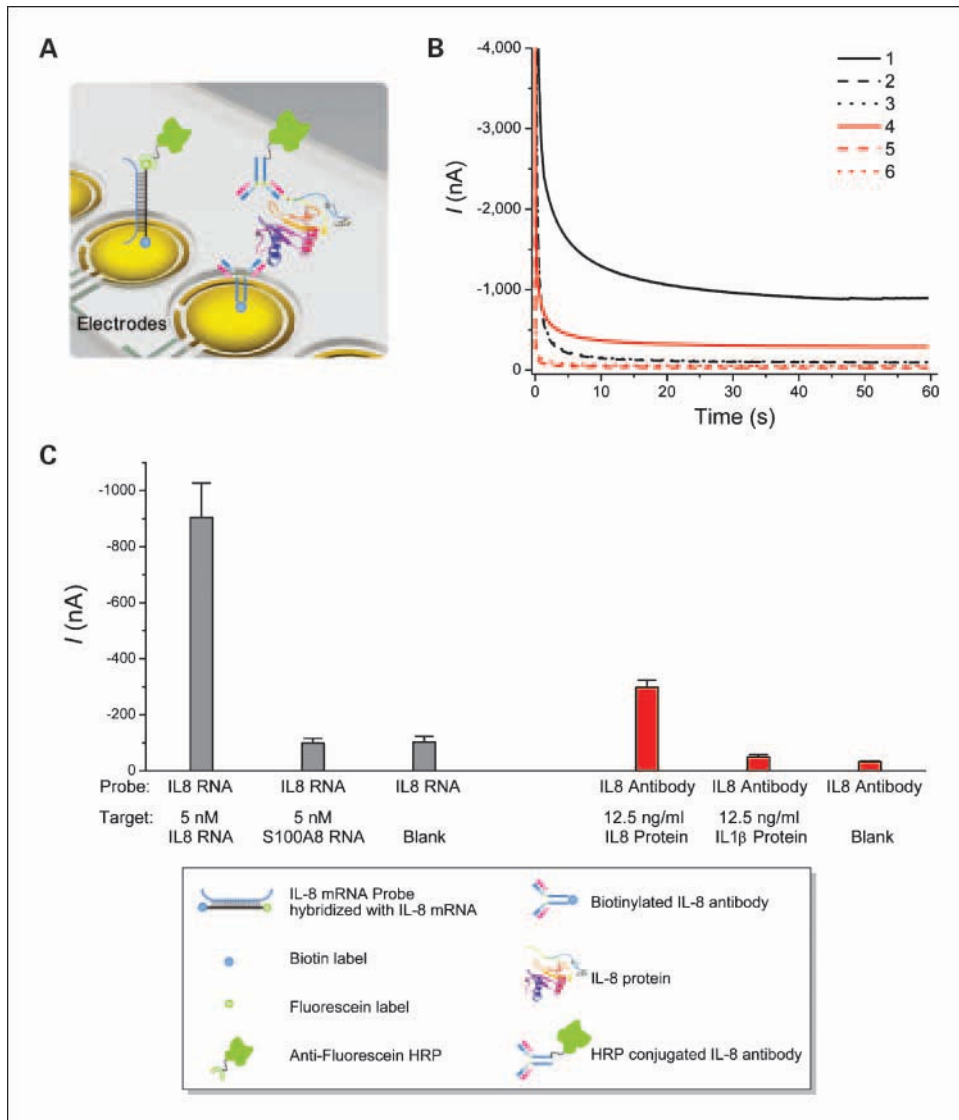 A
Electrodes
B
-4,000
-3,000
-2,000
-1,000
0
I (nA)
0 10 20 30 40 50 60
Time (s)
1
2
3
4
5
6
C
-1000
-800
-600
-400
-200
0
I (nA)
Probe: IL8 RNA IL8 RNA IL8 RNA IL8 Antibody IL8 Antibody IL8 Antibody
Target: 5 nM 5 nM 12.5 ng/ml 12.5 ng/ml
IL8 RNA S100A8 RNA Blank IL8 Protein IL1β Protein Blank
IL-8 mRNA Probe
hybridized with IL-8 mRNA
Biotin label
Fluorescein label
Anti-Fluorescein HRP
Biotinylated IL-8 antibody
IL-8 protein
HRP conjugated IL-8 antibody